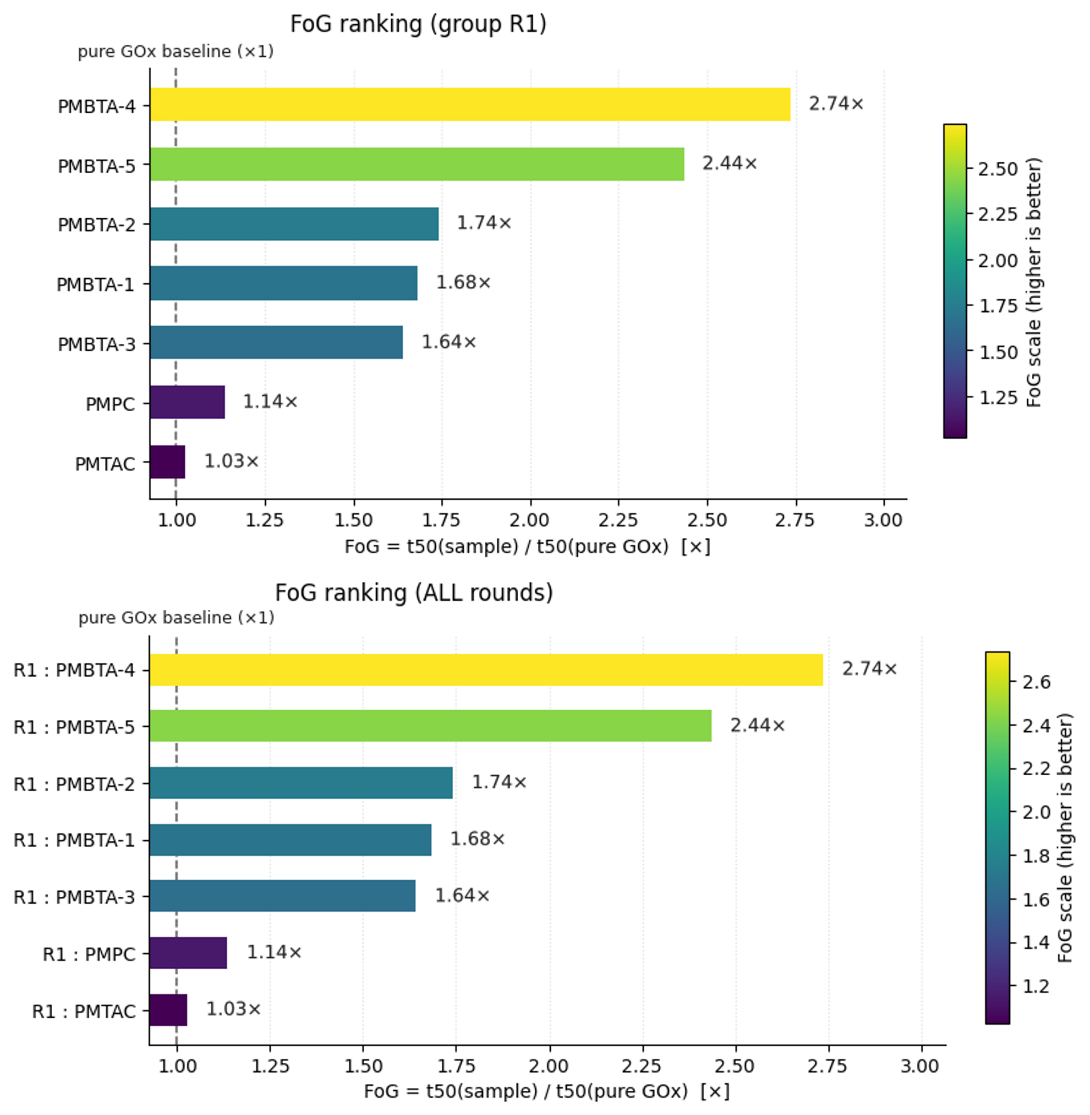 FoG ranking (group R1)
pure GOx baseline (×1)
PMBTA-4
2.74×
PMBTA-5
2.44×
PMBTA-2
1.74×
PMBTA-1
1.68×
PMBTA-3
1.64×
PMPC
1.14×
PMTAC
1.03×
1.00 1.25 1.50 1.75 2.00 2.25 2.50 2.75 3.00
FoG = t50(sample) / t50(pure GOx) [×]
2.50
2.25
2.00
1.75
1.50
1.25
FoG scale (higher is better)
FoG ranking (ALL rounds)
pure GOx baseline (×1)
R1 : PMBTA-4
2.74×
R1 : PMBTA-5
2.44×
R1 : PMBTA-2
1.74×
R1 : PMBTA-1
1.68×
R1 : PMBTA-3
1.64×
R1 : PMPC
1.14×
R1 : PMTAC
1.03×
1.00 1.25 1.50 1.75 2.00 2.25 2.50 2.75 3.00
FoG = t50(sample) / t50(pure GOx) [×]
2.6
2.4
2.2
2.0
1.8
1.6
1.4
1.2
FoG scale (higher is better)